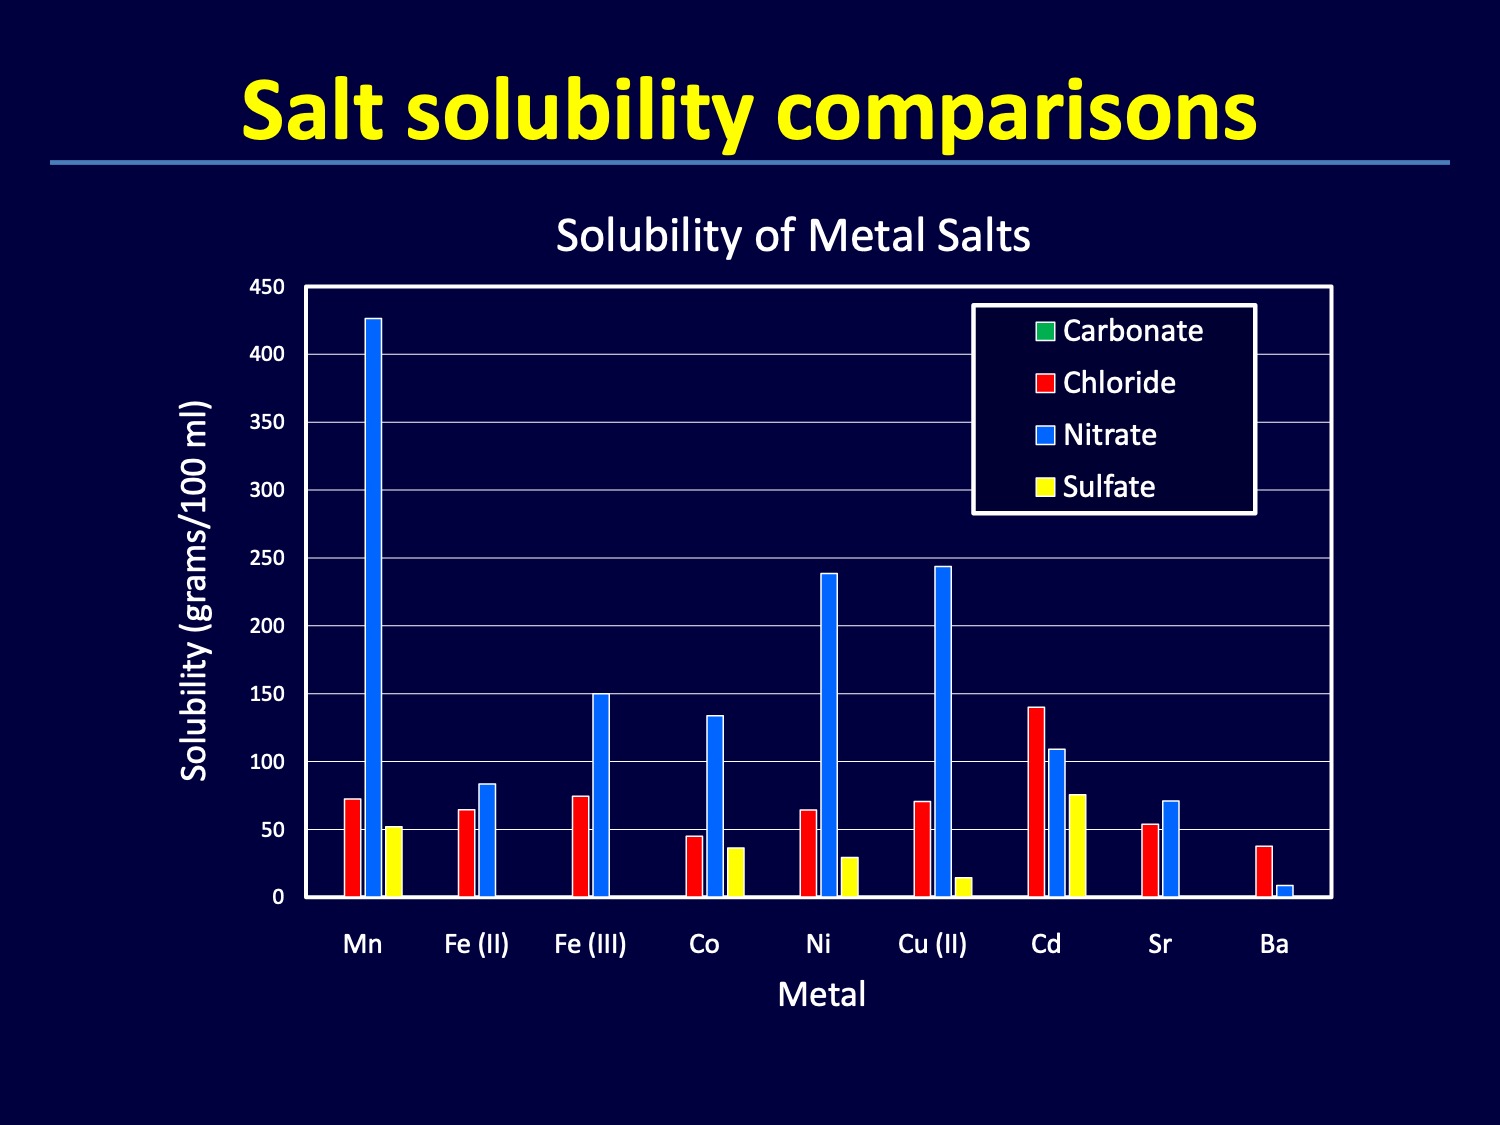 Salt solubility comparisons
Solubility of Metal Salts
450
400
350
300
250
200
150
100
50
0
Solubility (grams/100 ml)
Carbonate
Chloride
Nitrate
Sulfate
Mn Fe (II) Fe (III) Co Ni Cu (II) Cd Sr Ba
Metal